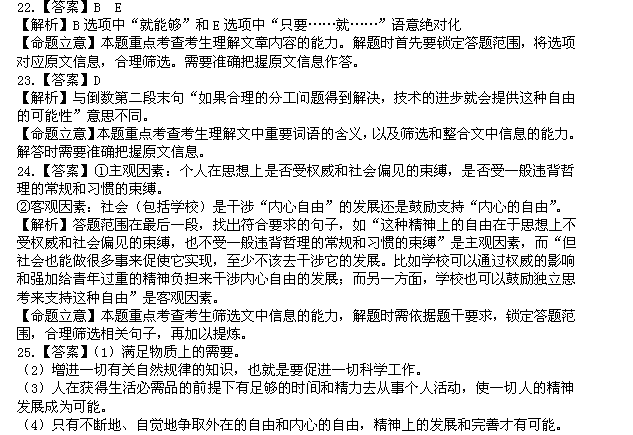 22.【答案】B  E
【解析】B 选项中“就能够”和 E 选项中“只要……就……”语意绝对化
【命题立意】本题重点考查考生理解文章内容的能力。解题时首先要锁定答题范围，将选项
对应原文信息，合理筛选。需要准确把握原文信息作答。
23.【答案】D
【解析】与倒数第二段末句“如果合理的分工问题得到解决，技术的进步就会提供这种自由
的可能性”意思不同。
【命题立意】本题重点考查考生理解文中重要词语的含义，以及筛选和整合文中信息的能力。
解答时需要准确把握原文信息。
24.【答案】①主观因素：个人在思想上是否受权威和社会偏见的束缚，是否受一般违背哲
理的常规和习惯的束缚。
②客观因素：社会（包括学校）是干涉“内心自由”的发展还是鼓励支持“内心的自由”。
【解析】答题范围在最后一段，找出符合要求的句子，如“这种精神上的自由在于思想上不
受权威和社会偏见的束缚，也不受一般违背哲理的常规和习惯的束缚”是主观因素，而“但
社会也能做很多事来促使它实现，至少不该去干涉它的发展。比如学校可以通过权威的影响
和强加给青年过重的精神负担来干涉内心自由的发展；而另一方面，学校也可以鼓励独立思
考来支持这种自由”是客观因素。
【命题立意】本题重点考查考生筛选文中信息的能力，解题时需依据题干要求，锁定答题范
围，合理筛选相关句子，再加以提炼。
25.【答案】（1）满足物质上的需要。
（2）增进一切有关自然规律的知识，也就是要促进一切科学工作。
（3）人在获得生活必需品的前提下有足够的时间和精力去从事个人活动，使一切人的精神
发展成为可能。
（4）只有不断地、自觉地争取外在的自由和内心的自由，精神上的发展和完善才有可能。